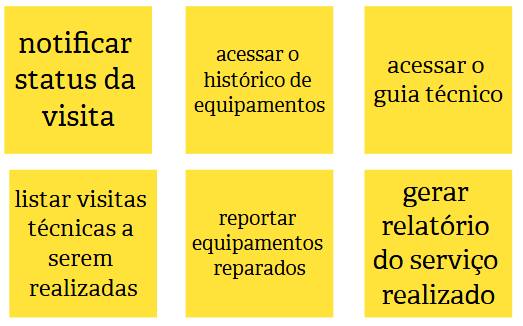 notificar
status da
visita
acessar o
histórico de
equipamentos
acessar o
guia técnico
listar visitas
técnicas a
serem
realizadas
reportar
equipamentos
reparados
gerar
relatório
do serviço
realizado